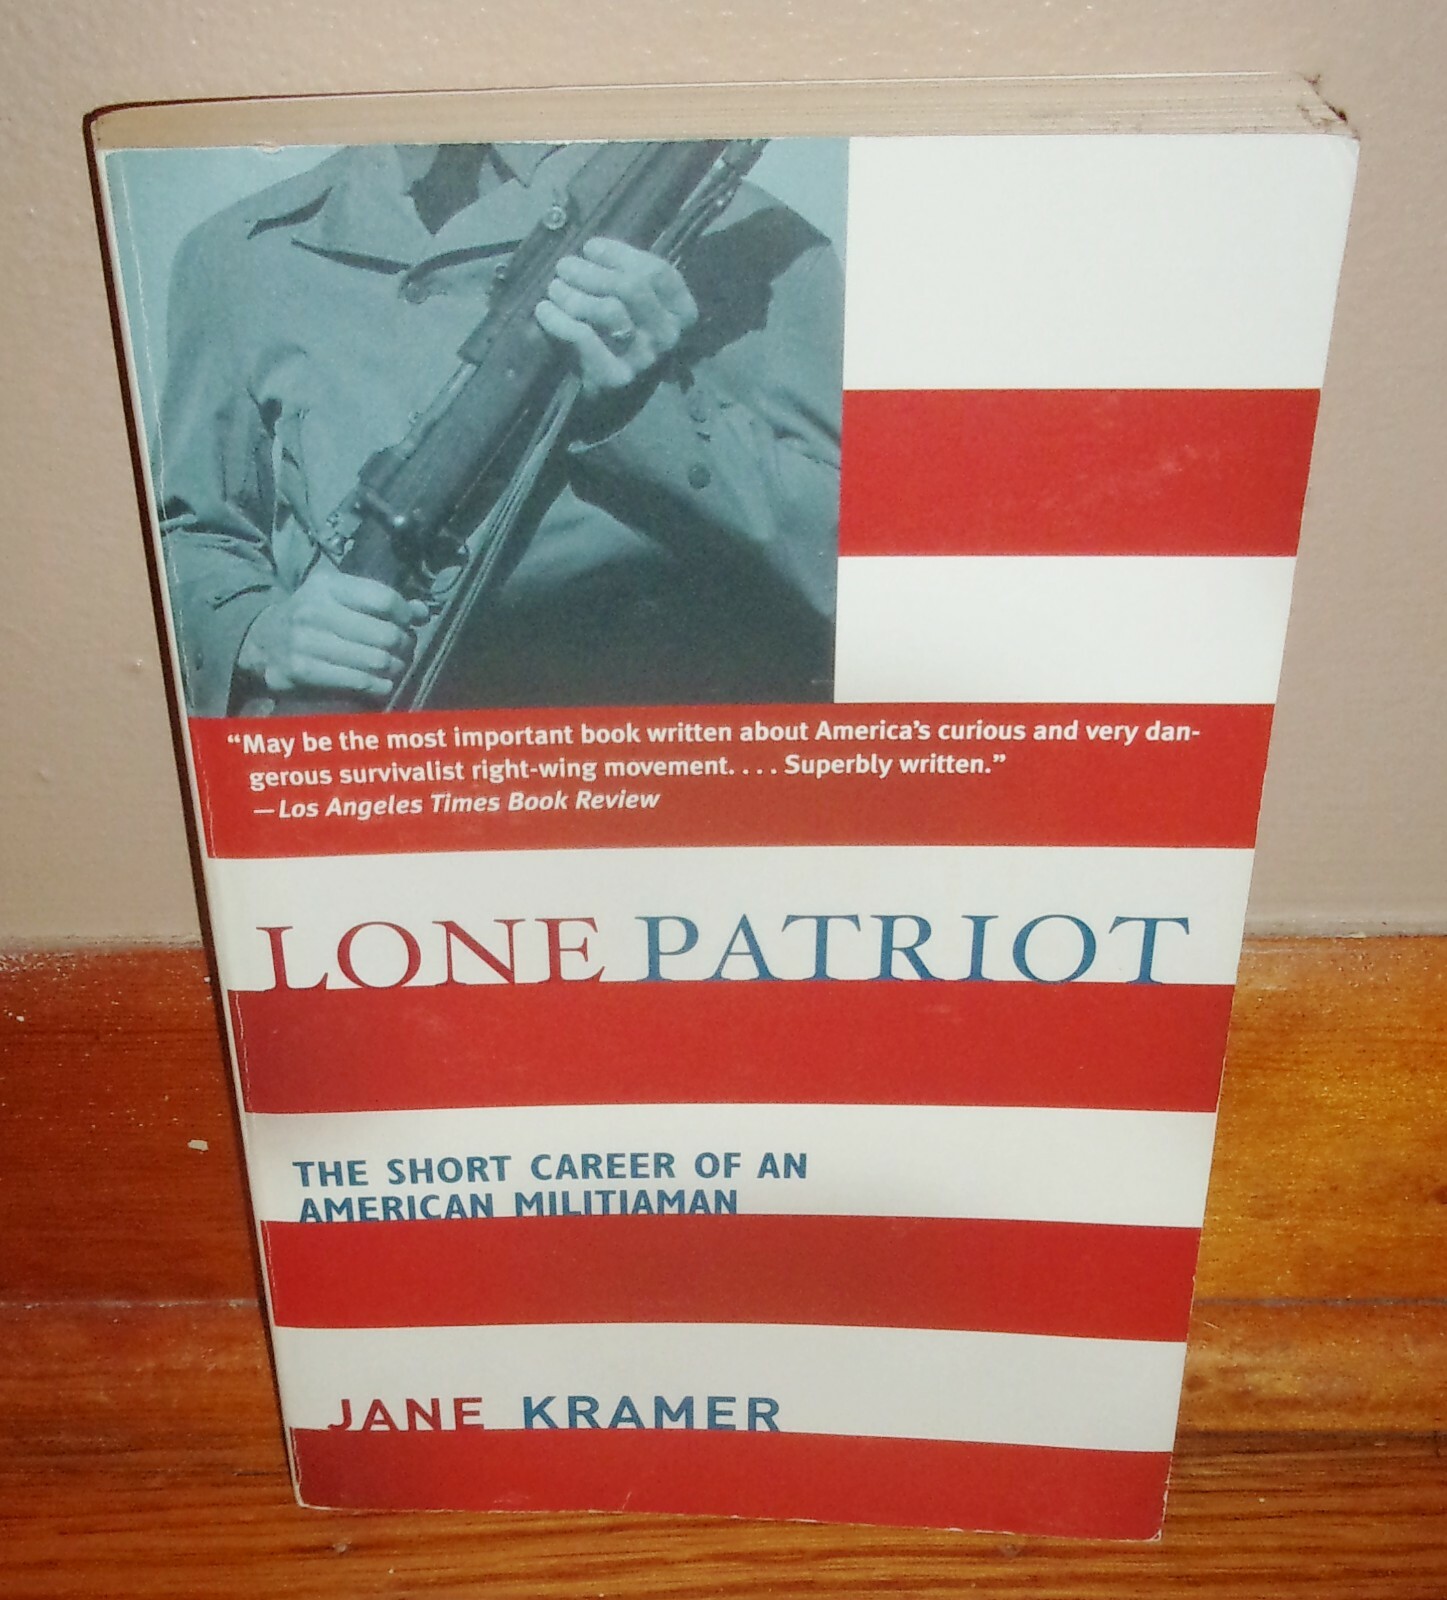 “May be the most important book written about America’s curious and very dan-
gerous survivalist right-wing movement. . . . Superbly written.”
—Los Angeles Times Book Review
LONE PATRIOT
THE SHORT CAREER OF AN
AMERICAN MILITIAMAN
JANE KRAMER